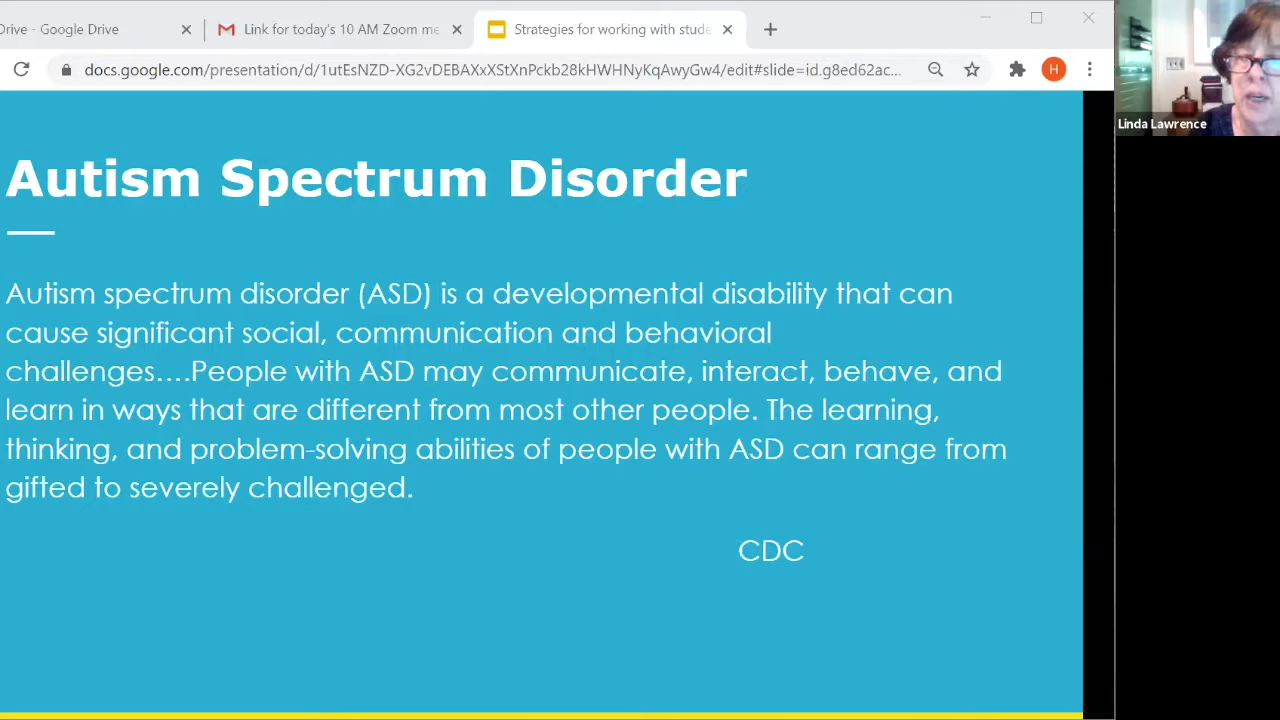 Drive - Google Drive
Link for today's 10 AM Zoom me
Strategies for working with stude
docs.google.com/presentation/d/1utEeNZD-XG2vDEBAXxXStXnPckb28kHWHNyKqAwyGw4/edit#slide=id.g8ed62ac...
H
Linda Lawrence
Autism Spectrum Disorder
Autism spectrum disorder (ASD) is a developmental disability that can
cause significant social, communication and behavioral
challenges....People with ASD may communicate, interact, behave, and
learn in ways that are different from most other people. The learning,
thinking, and problem-solving abilities of people with ASD can range from
gifted to severely challenged.
CDC